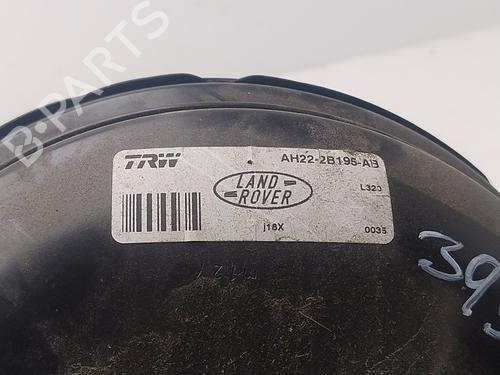 B-PARTS
TRW
AH22-2B195-AB
LAND
ROVER
L320
j18X
0035
39